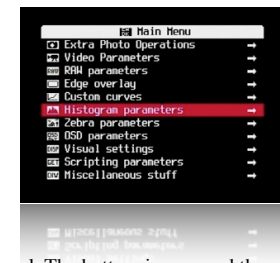 Main Menu
Extra Photo Operations
Video Parameters
RAW parameters
Edge overlay
Custom curves
Histogram parameters
Zebra parameters
OSD parameters
Visual settings
Scripting parameters
Miscellaneous stuff